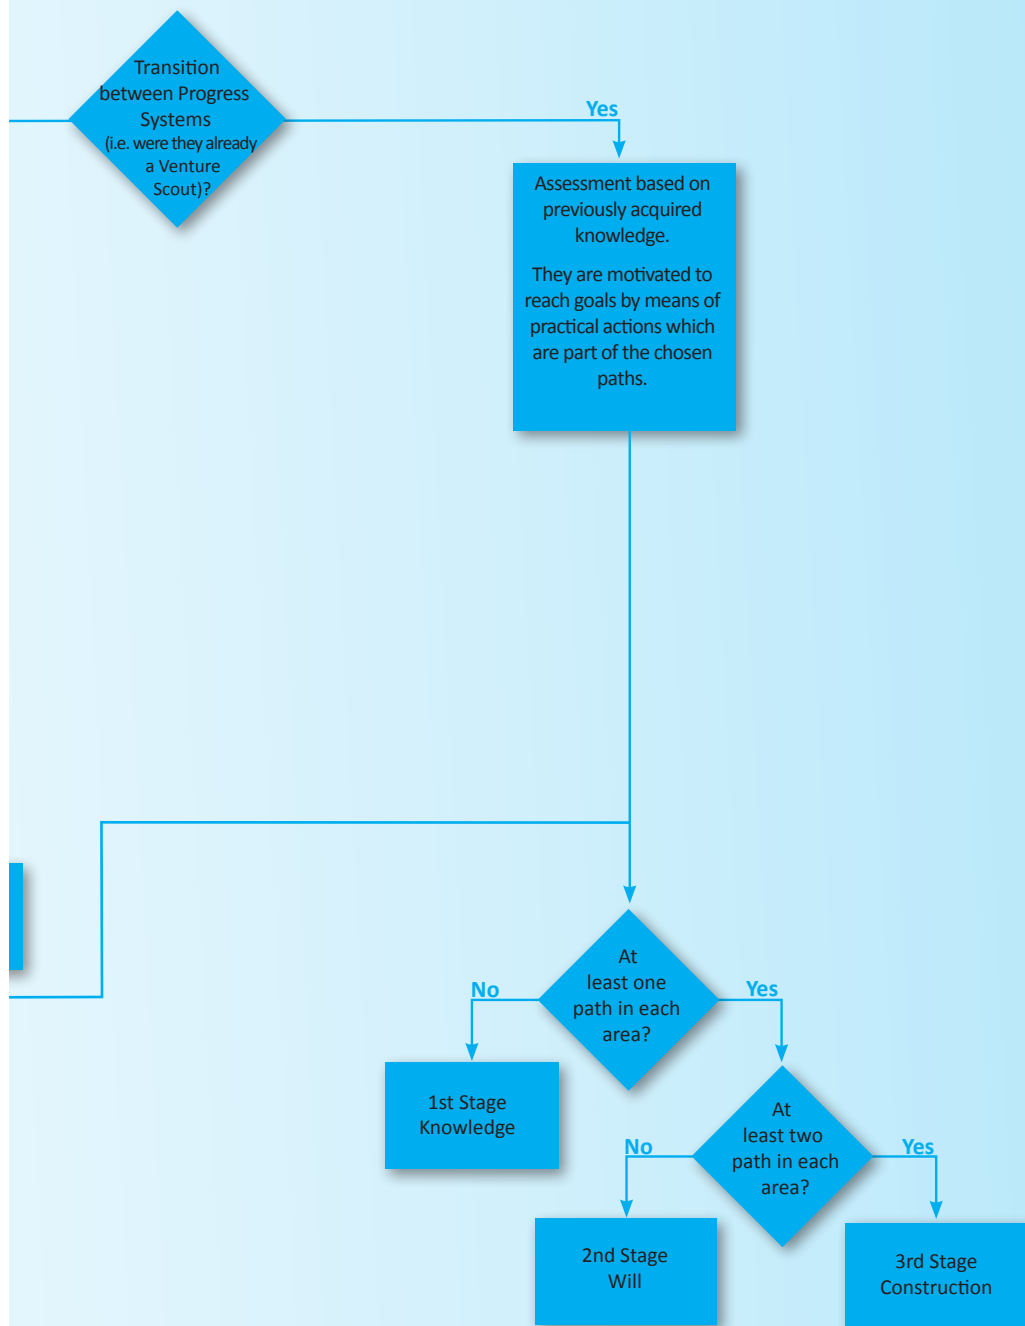 Transition
between Progress
Systems
(i.e. were they already
a Venture
Scout)?
Yes
Assessment based on
previously acquired
knowledge.
They are motivated to
reach goals by means of
practical actions which
are part of the chosen
paths.
At
least one
path in each
area?
No
Yes
1st Stage
Knowledge
At
least two
path in each
area?
No
Yes
2nd Stage
Will
3rd Stage
Construction